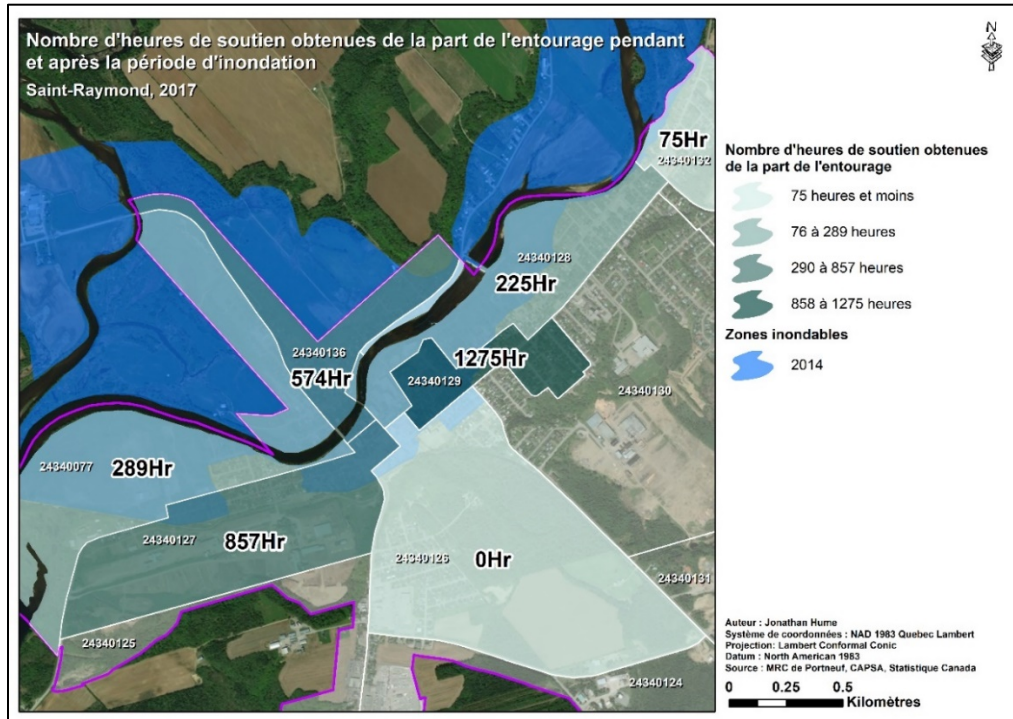 Nombre d'heures de soutien obtenues de la part de l'entourage pendant
et après la période d'inondation
Saint-Raymond, 2017
N
75Hr
24340132
24340128
225Hr
24340136
574Hr
1275Hr
24340129
24340130
24340077
289Hr
24340127
857Hr
24340126
0Hr
24340131
24340125
24340124
Nombre d'heures de soutien obtenues
de la part de l'entourage
75 heures et moins
76 à 289 heures
290 à 857 heures
858 à 1275 heures
Zones inondables
2014
Auteur : Jonathan Hume
Système de coordonnées : NAD 1983 Quebec Lambert
Projection: Lambert Conformal Conic
Datum : North American 1983
Source : MRC de Portneuf, CAPSA, Statistique Canada
0 0.25 0.5
Kilomètres